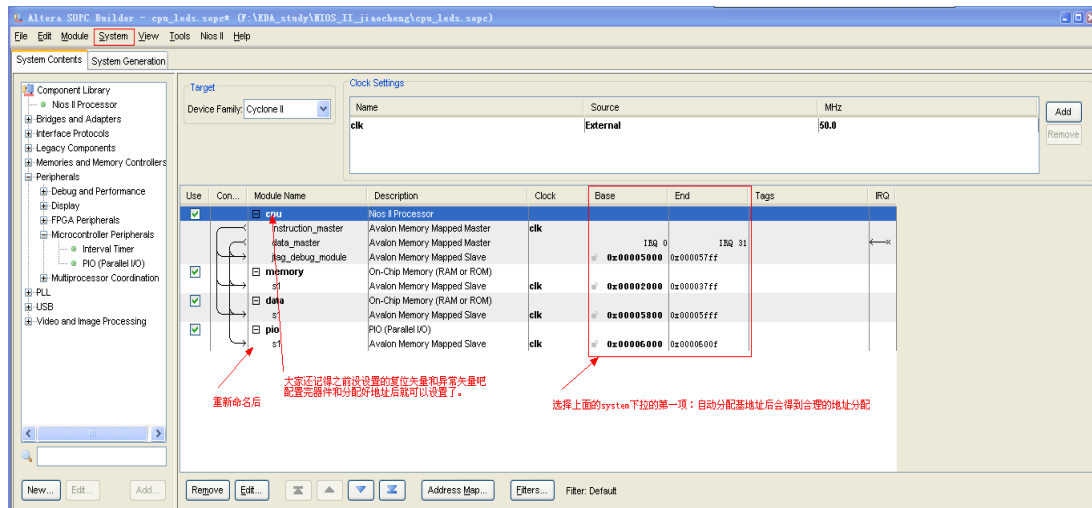 Altera SOPC Builder - cpu_leds.sopc* (F:\EDA_study\NIOS_II_jiaocheng\cpu_leds.sopc)
File Edit Module System View Tools Nios II Help
System Contents System Generation
Component Library
Nios II Processor
Bridges and Adapters
Interface Protocols
Legacy Components
Memories and Memory Controllers
Peripherals
Debug and Performance
Display
FPGA Peripherals
Microcontroller Peripherals
Interval Timer
PIO (Parallel I/O)
Multiprocessor Coordination
PLL
USB
Video and Image Processing
New... Edit... Add...
Target
Device Family: Cyclone II
Clock Settings
Name Source MHz
clk External 50.0
Add
Remove
Use Con... Module Name Description Clock Base End Tags IRQ
cpu Nios II Processor
instruction_master Avalon Memory Mapped Master clk
data_master Avalon Memory Mapped Master IRQ 0 IRQ 31
jtag_debug_module Avalon Memory Mapped Slave 0x00005000 0x000057ff
memory On-Chip Memory (RAM or ROM)
s1 Avalon Memory Mapped Slave clk 0x00002000 0x000037ff
data On-Chip Memory (RAM or ROM)
s1 Avalon Memory Mapped Slave clk 0x00005800 0x00005fff
pio PIO (Parallel I/O)
s1 Avalon Memory Mapped Slave clk 0x00006000 0x0000600f
大家还记得之前没设置的复位矢量和异常矢量吧
配置完器件和分配好地址后就可以设置了。
重新命名后
选择上面的system下拉的第一项：自动分配基地址后会得到合理的地址分配
Remove Edit... Address Map... Filters... Filter: Default